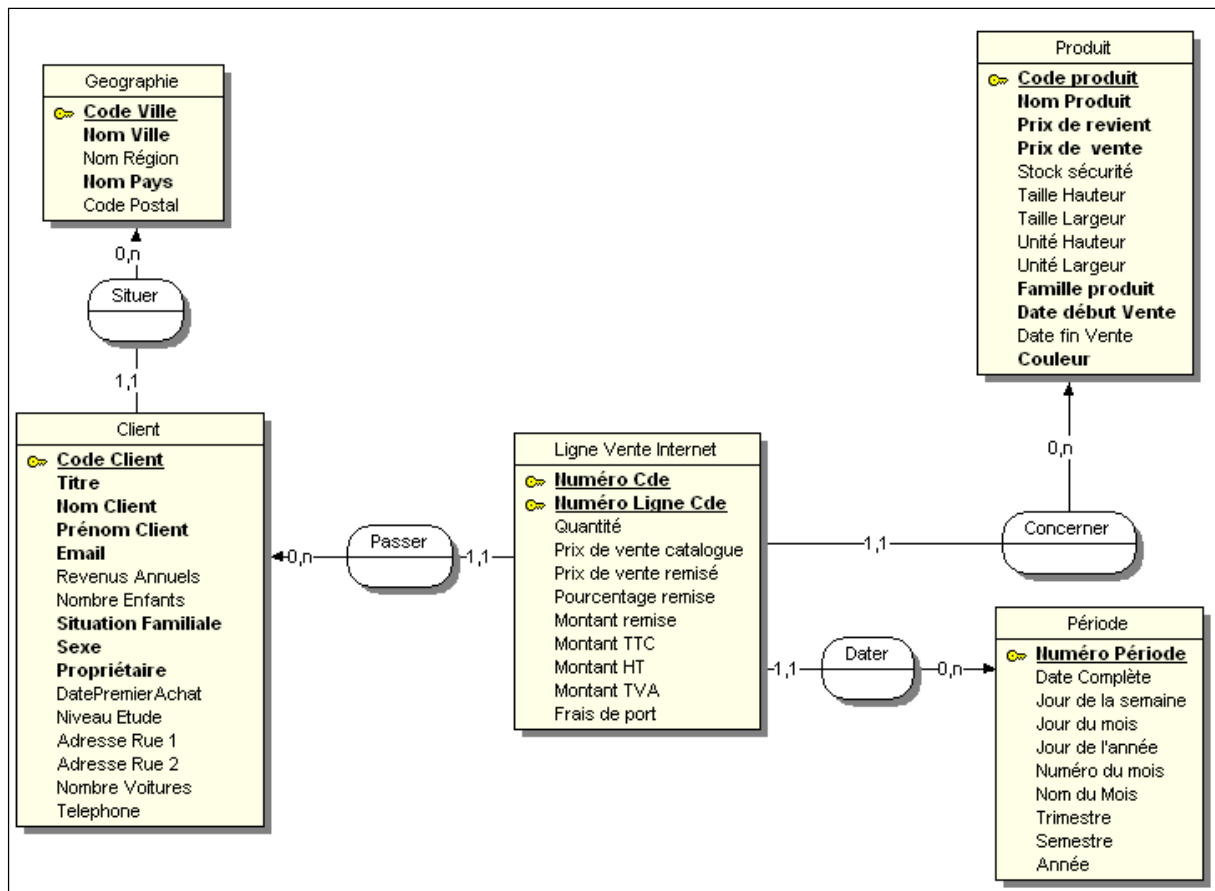 Geographie
Code Ville
Nom Ville
Nom Région
Nom Pays
Code Postal
0,n
Situer
1,1
Client
Code Client
Titre
Nom Client
Prénom Client
Email
Revenus Annuels
Nombre Enfants
Situation Familiale
Sexe
Propriétaire
DatePremierAchat
Niveau Etude
Adresse Rue 1
Adresse Rue 2
Nombre Voitures
Telephone
0,n
Passer
1,1
Ligne Vente Internet
Numéro Cde
Numéro Ligne Cde
Quantité
Prix de vente catalogue
Prix de vente remisé
Pourcentage remise
Montant remise
Montant TTC
Montant HT
Montant TVA
Frais de port
1,1
Concerner
0,n
Produit
Code produit
Nom Produit
Prix de revient
Prix de vente
Stock sécurité
Taille Hauteur
Taille Largeur
Unité Hauteur
Unité Largeur
Famille produit
Date début Vente
Date fin Vente
Couleur
1,1
Dater
0,n
Période
Numéro Période
Date Complète
Jour de la semaine
Jour du mois
Jour de l'année
Numéro du mois
Nom du Mois
Trimestre
Semestre
Année